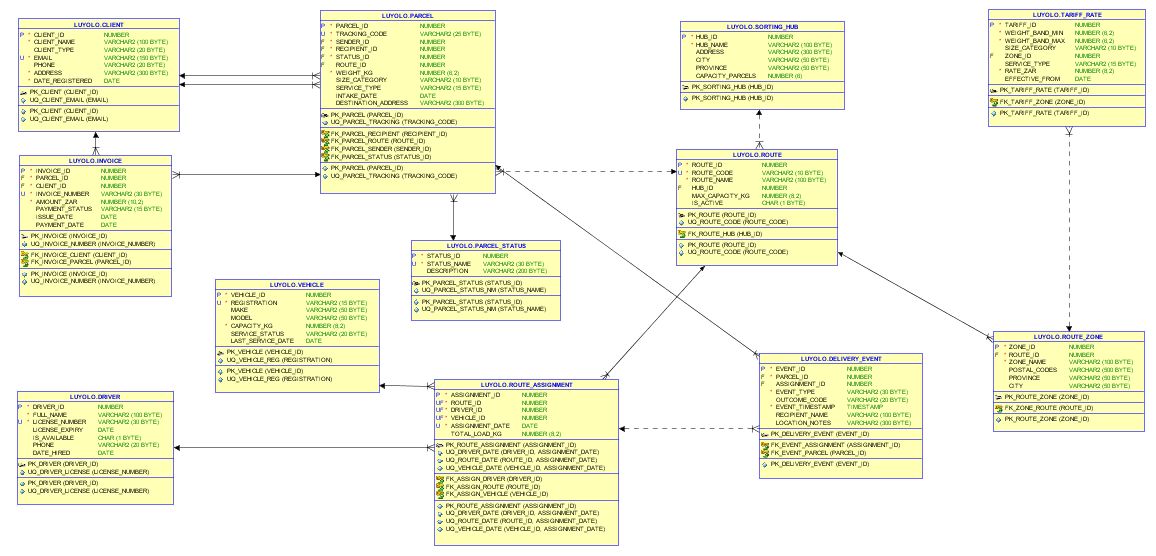 LUYOLO.CLIENT
P * CLIENT_ID NUMBER
* CLIENT_NAME VARCHAR2 (100 BYTE)
CLIENT_TYPE VARCHAR2 (20 BYTE)
U * EMAIL VARCHAR2 (150 BYTE)
PHONE VARCHAR2 (20 BYTE)
* ADDRESS VARCHAR2 (300 BYTE)
* DATE_REGISTERED DATE
PK_CLIENT (CLIENT_ID)
UQ_CLIENT_EMAIL (EMAIL)
PK_CLIENT (CLIENT_ID)
UQ_CLIENT_EMAIL (EMAIL)
LUYOLO.PARCEL
P * PARCEL_ID NUMBER
U * TRACKING_CODE VARCHAR2 (25 BYTE)
F * SENDER_ID NUMBER
F * RECIPIENT_ID NUMBER
F * STATUS_ID NUMBER
F ROUTE_ID NUMBER
* WEIGHT_KG NUMBER (8,2)
SIZE_CATEGORY VARCHAR2 (10 BYTE)
SERVICE_TYPE VARCHAR2 (15 BYTE)
INTAKE_DATE DATE
DESTINATION_ADDRESS VARCHAR2 (300 BYTE)
PK_PARCEL (PARCEL_ID)
UQ_PARCEL_TRACKING (TRACKING_CODE)
FK_PARCEL_RECIPIENT (RECIPIENT_ID)
FK_PARCEL_ROUTE (ROUTE_ID)
FK_PARCEL_SENDER (SENDER_ID)
FK_PARCEL_STATUS (STATUS_ID)
PK_PARCEL (PARCEL_ID)
UQ_PARCEL_TRACKING (TRACKING_CODE)
LUYOLO.SORTING_HUB
P * HUB_ID NUMBER
* HUB_NAME VARCHAR2 (100 BYTE)
ADDRESS VARCHAR2 (300 BYTE)
CITY VARCHAR2 (50 BYTE)
PROVINCE VARCHAR2 (50 BYTE)
CAPACITY_PARCELS NUMBER (6)
PK_SORTING_HUB (HUB_ID)
PK_SORTING_HUB (HUB_ID)
LUYOLO.TARIFF_RATE
P * TARIFF_ID NUMBER
* WEIGHT_BAND_MIN NUMBER (6,2)
* WEIGHT_BAND_MAX NUMBER (6,2)
SIZE_CATEGORY VARCHAR2 (10 BYTE)
F ZONE_ID NUMBER
SERVICE_TYPE VARCHAR2 (15 BYTE)
* RATE_ZAR NUMBER (8,2)
EFFECTIVE_FROM DATE
PK_TARIFF_RATE (TARIFF_ID)
FK_TARIFF_ZONE (ZONE_ID)
PK_TARIFF_RATE (TARIFF_ID)
LUYOLO.INVOICE
P * INVOICE_ID NUMBER
F * PARCEL_ID NUMBER
F * CLIENT_ID NUMBER
U * INVOICE_NUMBER VARCHAR2 (30 BYTE)
* AMOUNT_ZAR NUMBER (10,2)
PAYMENT_STATUS VARCHAR2 (15 BYTE)
ISSUE_DATE DATE
PAYMENT_DATE DATE
PK_INVOICE (INVOICE_ID)
UQ_INVOICE_NUMBER (INVOICE_NUMBER)
FK_INVOICE_CLIENT (CLIENT_ID)
FK_INVOICE_PARCEL (PARCEL_ID)
PK_INVOICE (INVOICE_ID)
UQ_INVOICE_NUMBER (INVOICE_NUMBER)
LUYOLO.ROUTE
P * ROUTE_ID NUMBER
U * ROUTE_CODE VARCHAR2 (10 BYTE)
* ROUTE_NAME VARCHAR2 (100 BYTE)
F HUB_ID NUMBER
MAX_CAPACITY_KG NUMBER (8,2)
IS_ACTIVE CHAR (1 BYTE)
PK_ROUTE (ROUTE_ID)
UQ_ROUTE_CODE (ROUTE_CODE)
FK_ROUTE_HUB (HUB_ID)
PK_ROUTE (ROUTE_ID)
UQ_ROUTE_CODE (ROUTE_CODE)
LUYOLO.PARCEL_STATUS
P * STATUS_ID NUMBER
U * STATUS_NAME VARCHAR2 (30 BYTE)
DESCRIPTION VARCHAR2 (200 BYTE)
PK_PARCEL_STATUS (STATUS_ID)
UQ_PARCEL_STATUS_NM (STATUS_NAME)
PK_PARCEL_STATUS (STATUS_ID)
UQ_PARCEL_STATUS_NM (STATUS_NAME)
LUYOLO.VEHICLE
P * VEHICLE_ID NUMBER
U * REGISTRATION VARCHAR2 (15 BYTE)
MAKE VARCHAR2 (50 BYTE)
MODEL VARCHAR2 (50 BYTE)
* CAPACITY_KG NUMBER (8,2)
SERVICE_STATUS VARCHAR2 (20 BYTE)
LAST_SERVICE_DATE DATE
PK_VEHICLE (VEHICLE_ID)
UQ_VEHICLE_REG (REGISTRATION)
PK_VEHICLE (VEHICLE_ID)
UQ_VEHICLE_REG (REGISTRATION)
LUYOLO.ROUTE_ZONE
P * ZONE_ID NUMBER
F * ROUTE_ID NUMBER
* ZONE_NAME VARCHAR2 (100 BYTE)
POSTAL_CODES VARCHAR2 (500 BYTE)
PROVINCE VARCHAR2 (50 BYTE)
CITY VARCHAR2 (50 BYTE)
PK_ROUTE_ZONE (ZONE_ID)
FK_ZONE_ROUTE (ROUTE_ID)
PK_ROUTE_ZONE (ZONE_ID)
LUYOLO.DELIVERY_EVENT
P * EVENT_ID NUMBER
F * PARCEL_ID NUMBER
F ASSIGNMENT_ID NUMBER
* EVENT_TYPE VARCHAR2 (30 BYTE)
OUTCOME_CODE VARCHAR2 (20 BYTE)
* EVENT_TIMESTAMP TIMESTAMP
RECIPIENT_NAME VARCHAR2 (100 BYTE)
LOCATION_NOTES VARCHAR2 (300 BYTE)
PK_DELIVERY_EVENT (EVENT_ID)
FK_EVENT_ASSIGNMENT (ASSIGNMENT_ID)
FK_EVENT_PARCEL (PARCEL_ID)
PK_DELIVERY_EVENT (EVENT_ID)
LUYOLO.DRIVER
P * DRIVER_ID NUMBER
* FULL_NAME VARCHAR2 (100 BYTE)
U * LICENSE_NUMBER VARCHAR2 (30 BYTE)
LICENSE_EXPIRY DATE
IS_AVAILABLE CHAR (1 BYTE)
PHONE VARCHAR2 (20 BYTE)
DATE_HIRED DATE
PK_DRIVER (DRIVER_ID)
UQ_DRIVER_LICENSE (LICENSE_NUMBER)
PK_DRIVER (DRIVER_ID)
UQ_DRIVER_LICENSE (LICENSE_NUMBER)
LUYOLO.ROUTE_ASSIGNMENT
P * ASSIGNMENT_ID NUMBER
UF * ROUTE_ID NUMBER
UF * DRIVER_ID NUMBER
UF * VEHICLE_ID NUMBER
U * ASSIGNMENT_DATE DATE
TOTAL_LOAD_KG NUMBER (8,2)
PK_ROUTE_ASSIGNMENT (ASSIGNMENT_ID)
UQ_DRIVER_DATE (DRIVER_ID, ASSIGNMENT_DATE)
UQ_ROUTE_DATE (ROUTE_ID, ASSIGNMENT_DATE)
UQ_VEHICLE_DATE (VEHICLE_ID, ASSIGNMENT_DATE)
FK_ASSIGN_DRIVER (DRIVER_ID)
FK_ASSIGN_ROUTE (ROUTE_ID)
FK_ASSIGN_VEHICLE (VEHICLE_ID)
PK_ROUTE_ASSIGNMENT (ASSIGNMENT_ID)
UQ_DRIVER_DATE (DRIVER_ID, ASSIGNMENT_DATE)
UQ_ROUTE_DATE (ROUTE_ID, ASSIGNMENT_DATE)
UQ_VEHICLE_DATE (VEHICLE_ID, ASSIGNMENT_DATE)